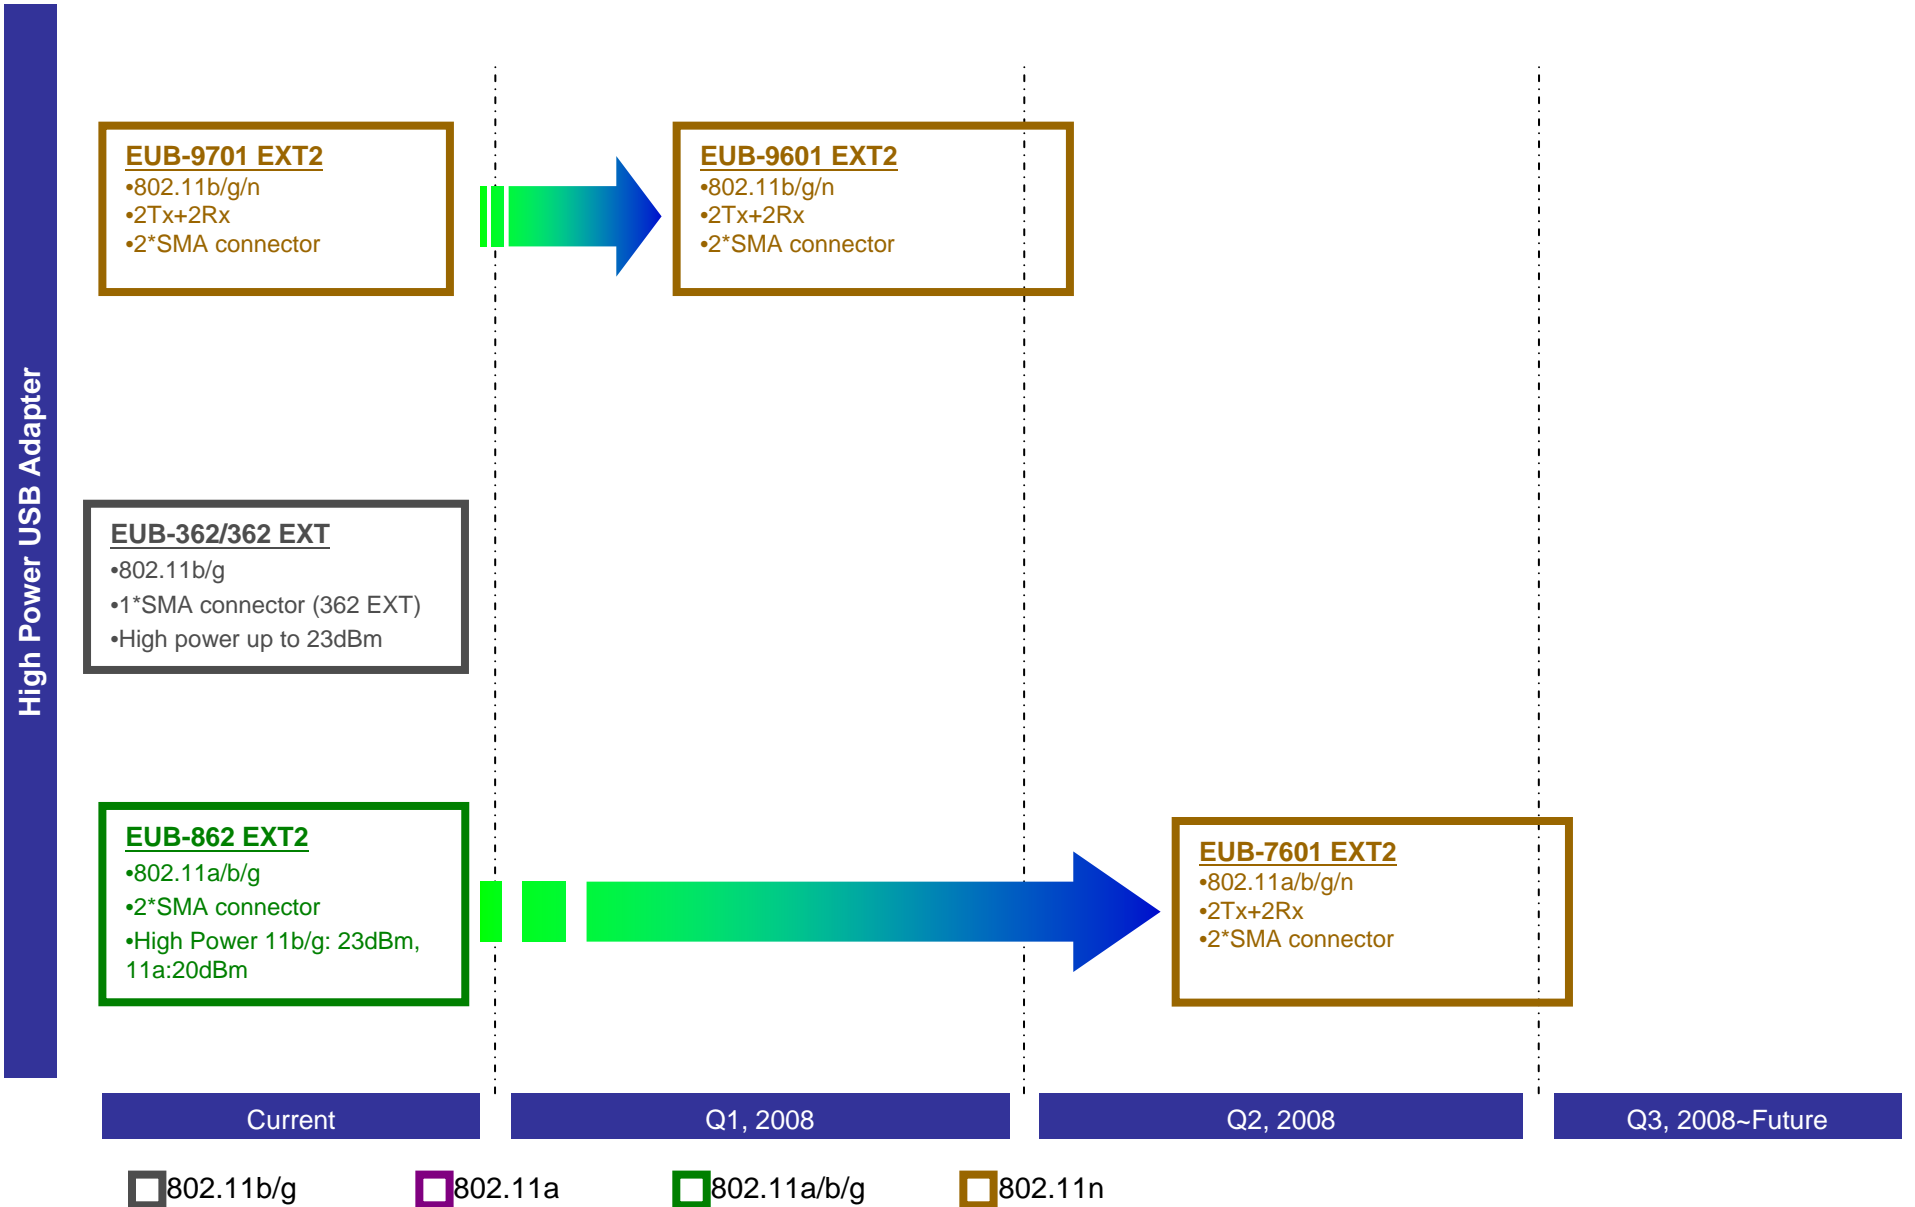 High Power USB Adapter
EUB-9701 EXT2
•802.11b/g/n
•2Tx+2Rx
•2*SMA connector
EUB-9601 EXT2
•802.11b/g/n
•2Tx+2Rx
•2*SMA connector
EUB-362/362 EXT
•802.11b/g
•1*SMA connector (362 EXT)
•High power up to 23dBm
EUB-862 EXT2
•802.11a/b/g
•2*SMA connector
•High Power 11b/g: 23dBm,
11a:20dBm
EUB-7601 EXT2
•802.11a/b/g/n
•2Tx+2Rx
•2*SMA connector
Current
Q1, 2008
Q2, 2008
Q3, 2008~Future
802.11b/g
802.11a
802.11a/b/g
802.11n